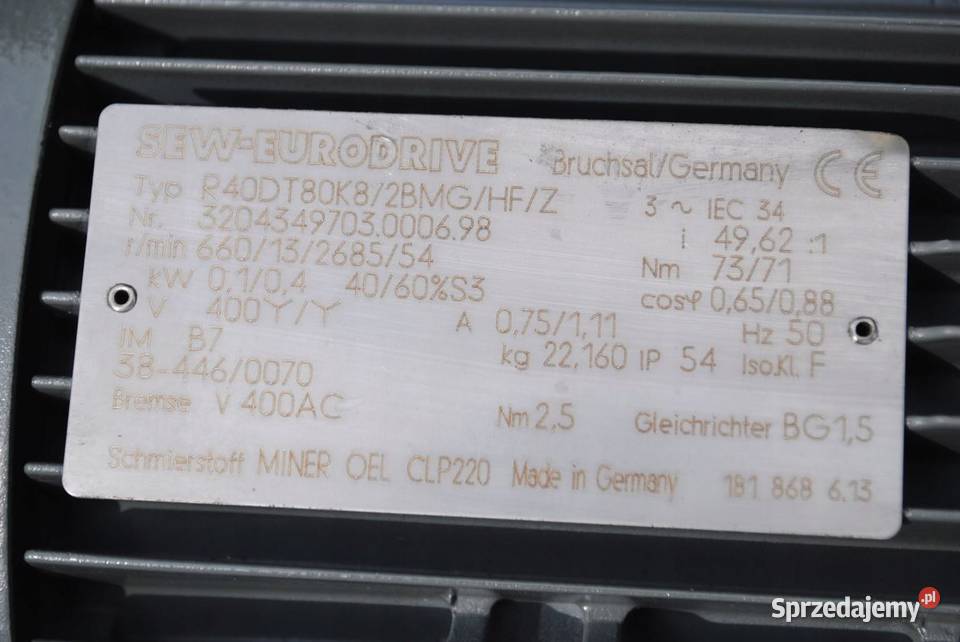 SEW-EURODRIVE Bruchsal/Germany CE
Typ R40DT80K8/2BMG/HF/Z 3 ~ IEC 34
Nr. 3204349703.0006.98 i 49,62 :1
r/min 660/13/2685/54 Nm 73/71
kW 0,1/0,4 40/60%S3 cosφ 0,65/0,88
V 400Y/Y A 0,75/1,11 Hz 50
IM B7 kg 22,160 IP 54 Iso.Kl. F
38-446/0070
Bremse V 400AC Nm 2,5 Gleichrichter BG1,5
Schmierstoff MINER OEL CLP220 Made in Germany 181 868 6.13
Sprzedajemy.pl